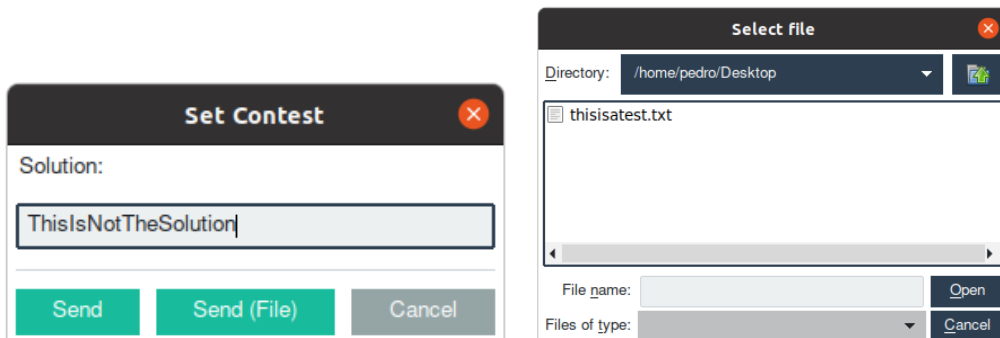 Set Contest
Solution:
ThisIsNotTheSolution
Send
Send (File)
Cancel
Select file
Directory: /home/pedro/Desktop
thisisatest.txt
File name:
Open
Files of type:
Cancel